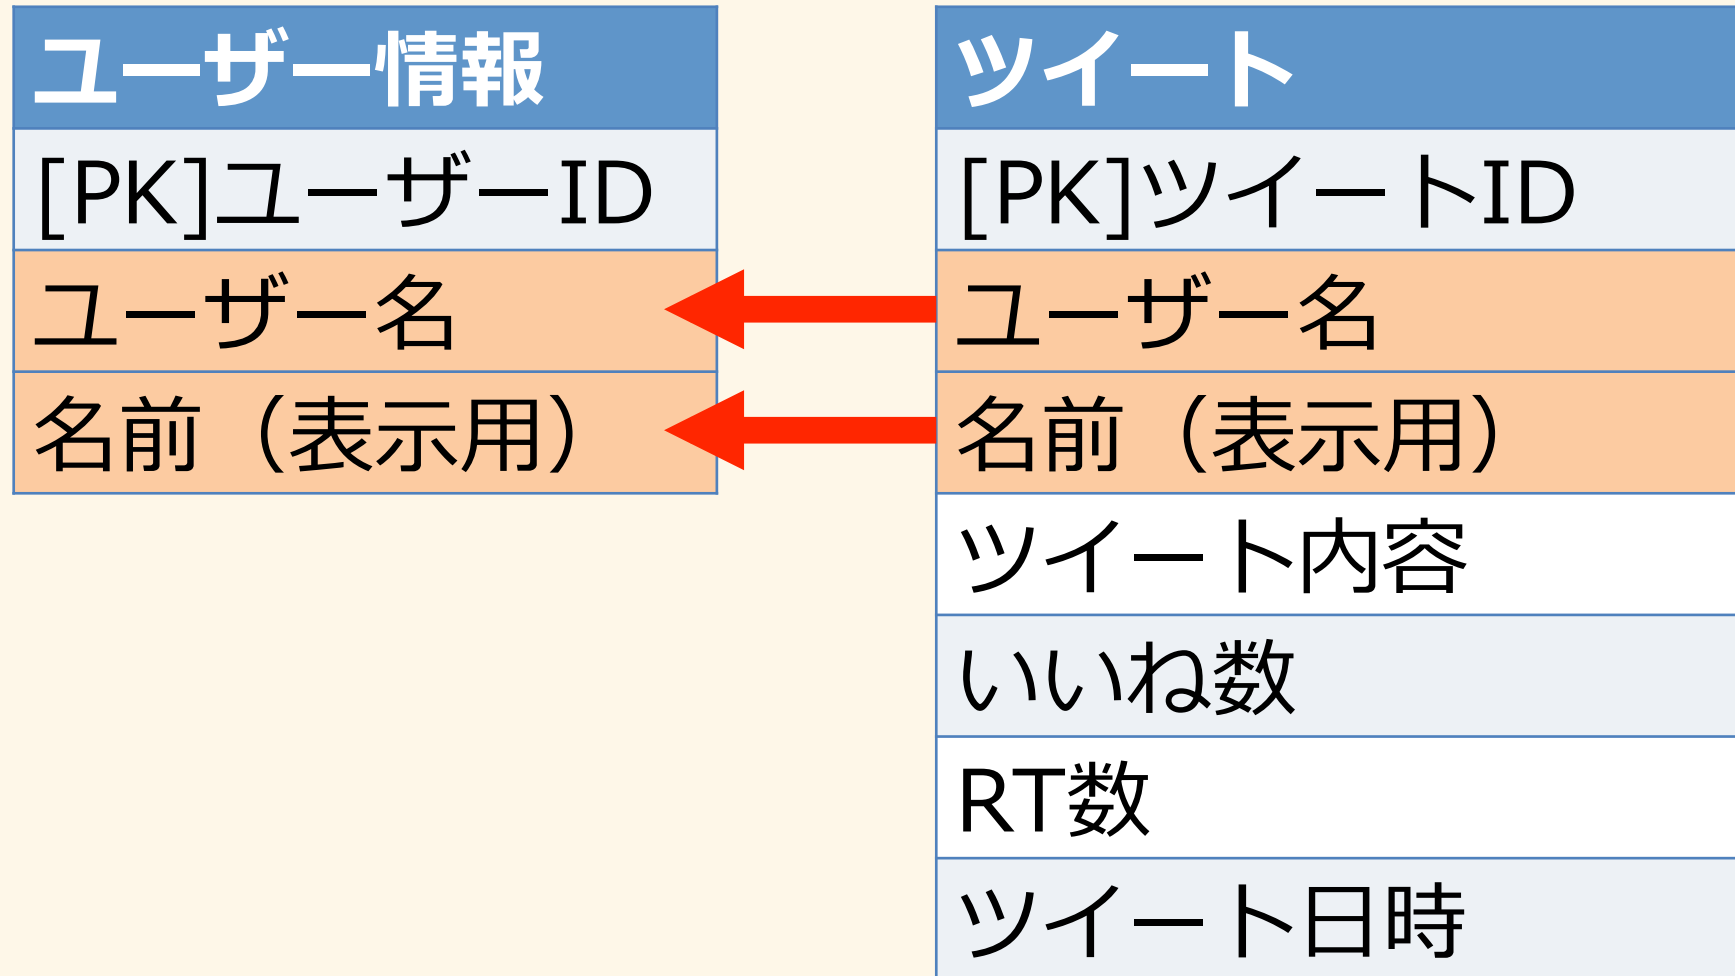 ユーザー情報
[PK]ユーザーID
ユーザー名
名前（表示用）
ツイート
[PK]ツイートID
ユーザー名
名前（表示用）
ツイート内容
いいね数
RT数
ツイート日時